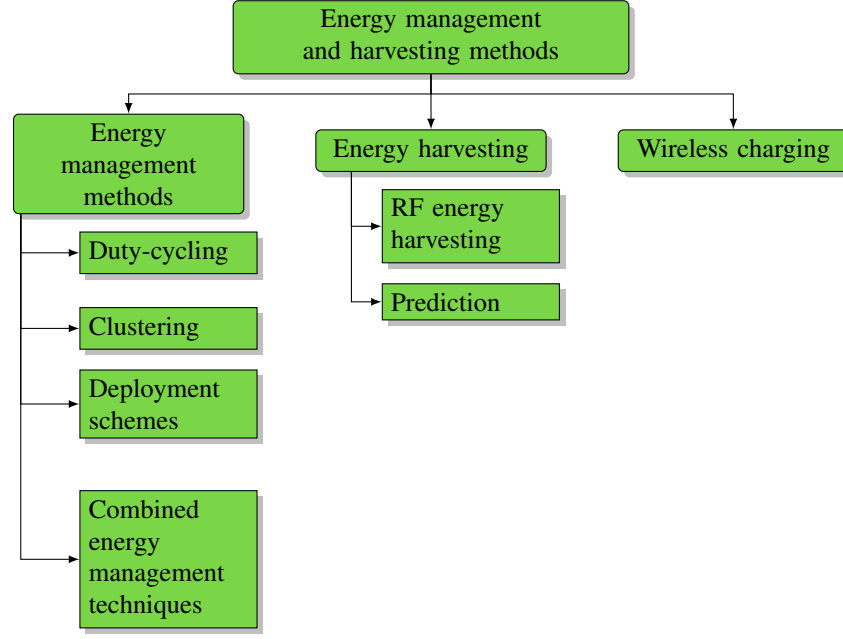 Energy management
and harvesting methods
Energy
management
methods
Energy harvesting
Wireless charging
Duty-cycling
Clustering
Deployment
schemes
Combined
energy
management
techniques
RF energy
harvesting
Prediction